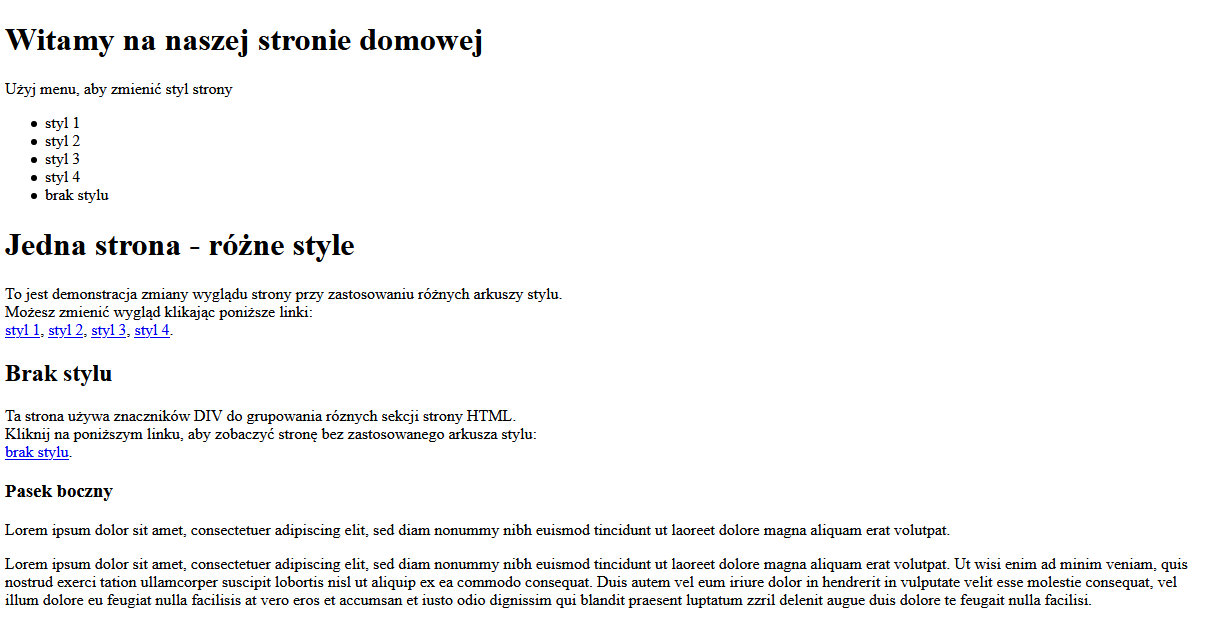 Witamy na naszej stronie domowej
Użyj menu, aby zmienić styl strony
styl 1
styl 2
styl 3
styl 4
brak stylu
Jedna strona - różne style
To jest demonstracja zmiany wyglądu strony przy zastosowaniu różnych arkuszy stylu.
Możesz zmienić wygląd klikając poniższe linki:
styl 1, styl 2, styl 3, styl 4.
Brak stylu
Ta strona używa znaczników DIV do grupowania róznych sekcji strony HTML.
Kliknij na poniższym linku, aby zobaczyć stronę bez zastosowanego arkusza stylu:
brak stylu.
Pasek boczny
Lorem ipsum dolor sit amet, consectetuer adipiscing elit, sed diam nonummy nibh euismod tincidunt ut laoreet dolore magna aliquam erat volutpat.
Lorem ipsum dolor sit amet, consectetuer adipiscing elit, sed diam nonummy nibh euismod tincidunt ut laoreet dolore magna aliquam erat volutpat. Ut wisi enim ad minim veniam, quis
nostrud exerci tation ullamcorper suscipit lobortis nisl ut aliquip ex ea commodo consequat. Duis autem vel eum iriure dolor in hendrerit in vulputate velit esse molestie consequat, vel
illum dolore eu feugiat nulla facilisis at vero eros et accumsan et iusto odio dignissim qui blandit praesent luptatum zzril delenit augue duis dolore te feugait nulla facilisi.